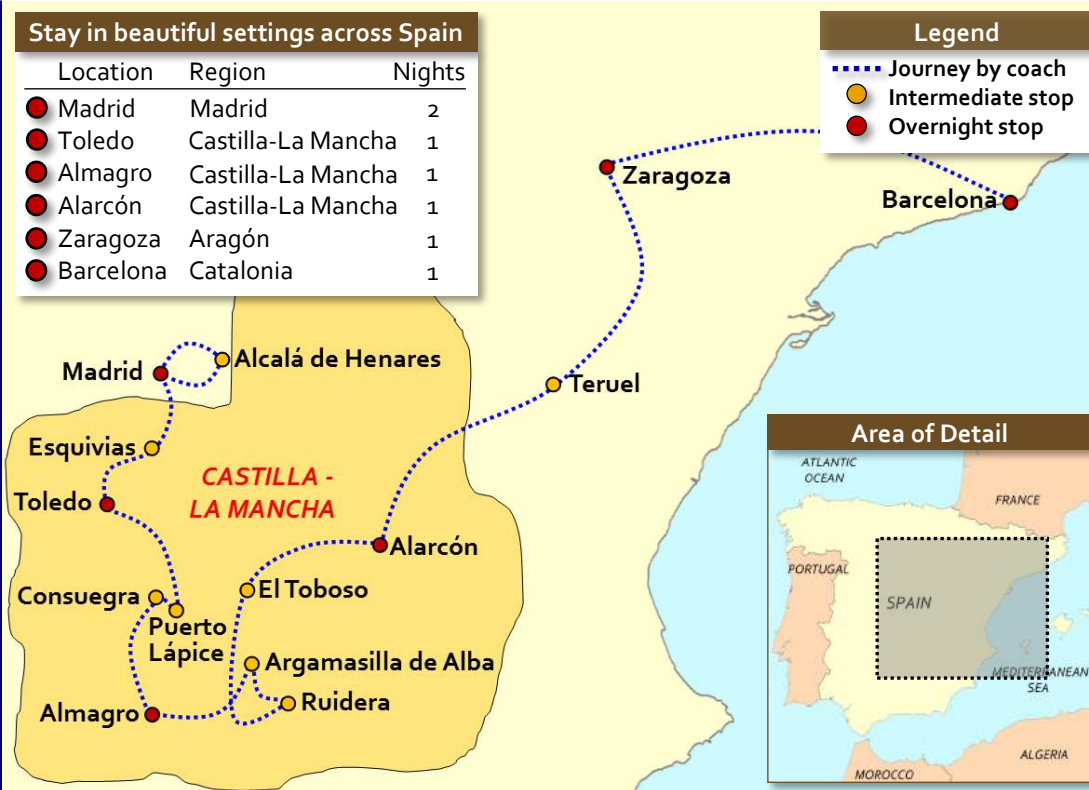 Stay in beautiful settings across Spain
Location Region Nights
Madrid Madrid 2
Toledo Castilla-La Mancha 1
Almagro Castilla-La Mancha 1
Alarcón Castilla-La Mancha 1
Zaragoza Aragón 1
Barcelona Catalonia 1
Legend
Journey by coach
Intermediate stop
Overnight stop
Zaragoza
Barcelona
Alcalá de Henares
Madrid
Teruel
Esquivias
CASTILLA -
LA MANCHA
Toledo
Alarcón
El Toboso
Consuegra
Puerto
Lápice
Argamasilla de Alba
Ruidera
Almagro
Area of Detail
ATLANTIC
OCEAN
FRANCE
PORTUGAL
SPAIN
MEDITERRANEAN
SEA
ALGERIA
MOROCCO